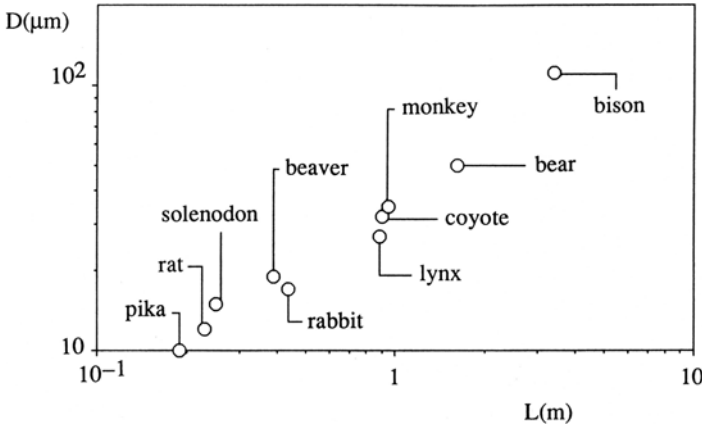 D(μm)
10²
monkey
bison
beaver
bear
solenodon
coyote
rat
lynx
pika
rabbit
10
10⁻¹
1
10
L(m)